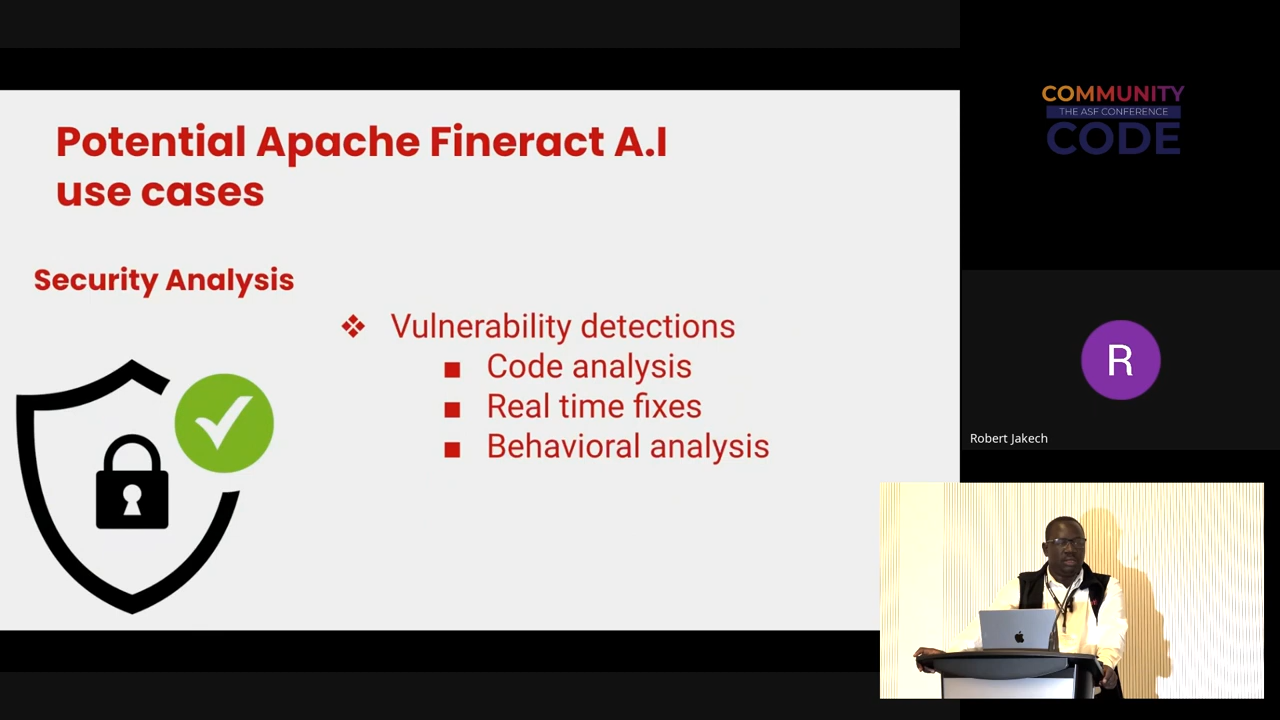 Potential Apache Fineract A.I
use cases
Security Analysis
❖ Vulnerability detections
■ Code analysis
■ Real time fixes
■ Behavioral analysis
COMMUNITY
THE ASF CONFERENCE
CODE
R
Robert Jakech